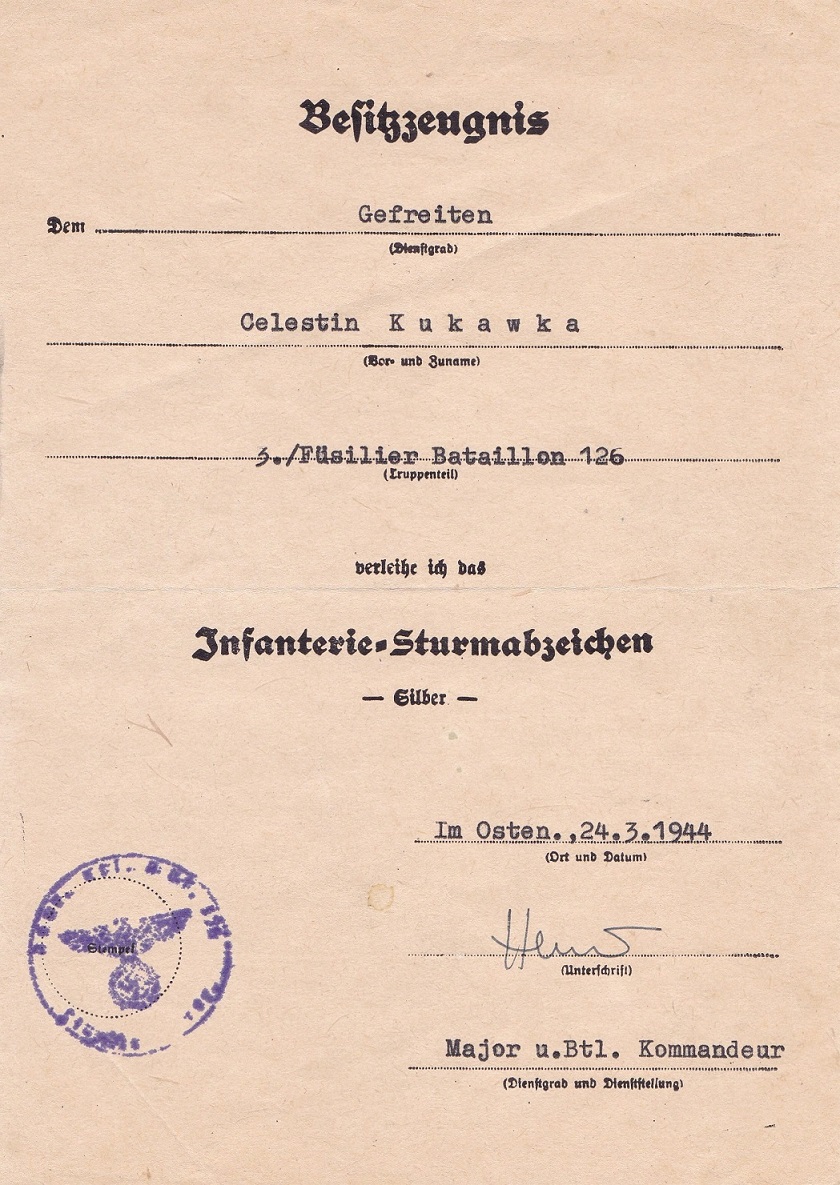 Besitzzeugnis
Dem Gefreiten
(Dienstgrad)
Celestin Kukawka
(Vor- und Zuname)
3./Füsilier Bataillon 126
(Truppenteil)
verleihe ich das
Infanterie-Sturmabzeichen
— Silber —
Im Osten.,24.3.1944
(Ort und Datum)
Stempel
(Unterschrift)
Major u.Btl. Kommandeur
(Dienstgrad und Dienststellung)